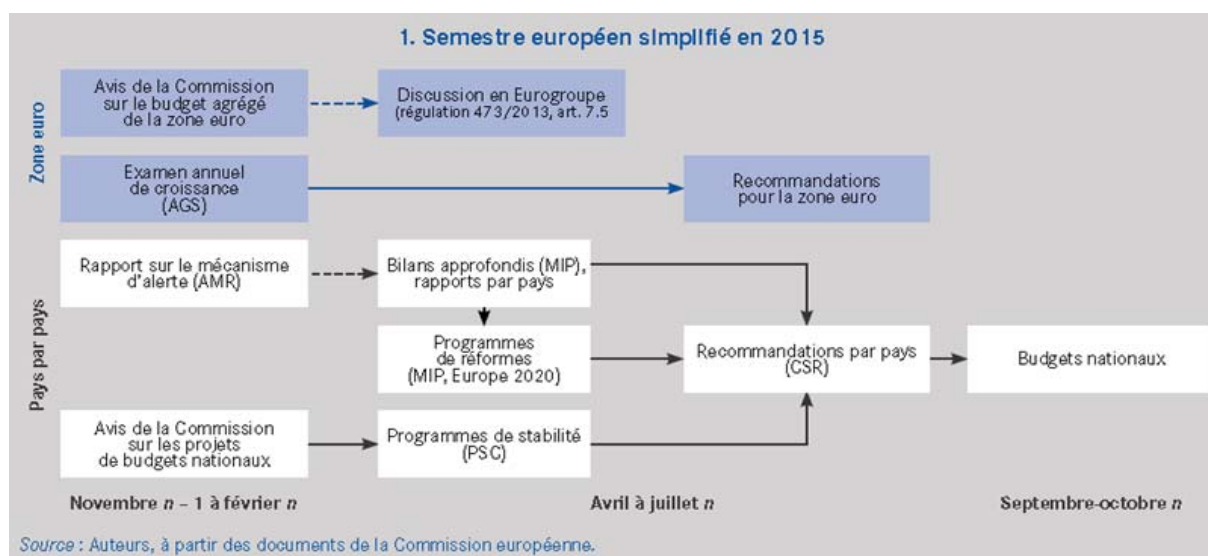 1. Semestre européen simplifié en 2015
Zone euro
Avis de la Commission
sur le budget agrégé
de la zone euro
Discussion en Eurogroupe
(régulation 473/2013, art. 7.5
Examen annuel
de croissance
(AGS)
Recommandations
pour la zone euro
Pays par pays
Rapport sur le mécanisme
d'alerte (AMR)
Bilans approfondis (MIP),
rapports par pays
Programmes
de réformes
(MIP, Europe 2020)
Recommandations par pays
(CSR)
Budgets nationaux
Avis de la Commission
sur les projets
de budgets nationaux
Programmes de stabilité
(PSC)
Novembre n – 1 à février n
Avril à juillet n
Septembre-octobre n
Source : Auteurs, à partir des documents de la Commission européenne.